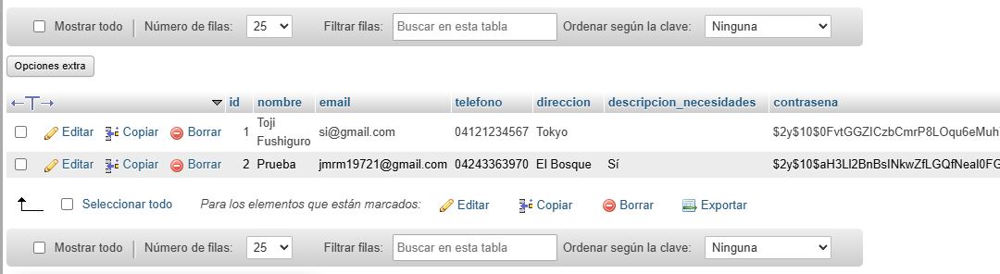 Mostrar todo Número de filas: 25 Filtrar filas: Buscar en esta tabla Ordenar según la clave: Ninguna
Opciones extra
id nombre email telefono direccion descripcion_necesidades contrasena
Editar Copiar Borrar 1 Toji Fushiguro si@gmail.com 04121234567 Tokyo $2y$10$0FvtGGZICzbCmrP8LOqu6eMuh
Editar Copiar Borrar 2 Prueba jmrm19721@gmail.com 04243363970 El Bosque Sí $2y$10$aH3Ll2BnBsINkwZfLGQfNeal0FG
Seleccionar todo Para los elementos que están marcados: Editar Copiar Borrar Exportar
Mostrar todo Número de filas: 25 Filtrar filas: Buscar en esta tabla Ordenar según la clave: Ninguna